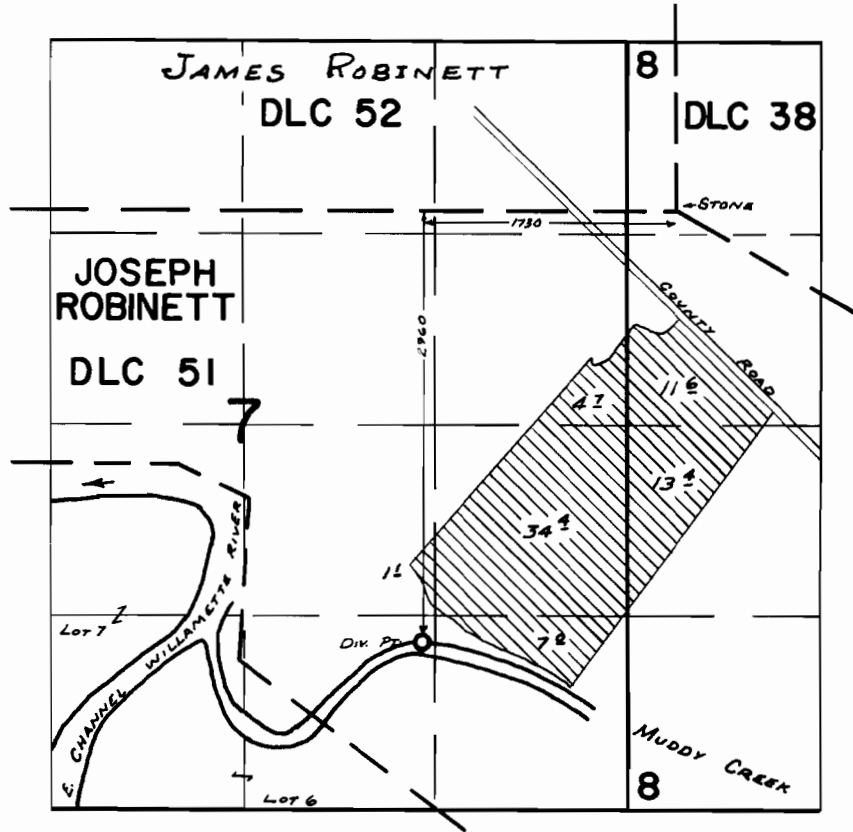 JAMES ROBINETT
DLC 52
8
DLC 38
←STONE
1730
JOSEPH
ROBINETT
DLC 51
2960
COUNTY ROAD
7
4 7
11 6
13 4
34 4
1 1
E. CHANNEL WILLAMETTE RIVER
LOT 7
DIV. PT.
MUDDY CREEK
LOT 6
8